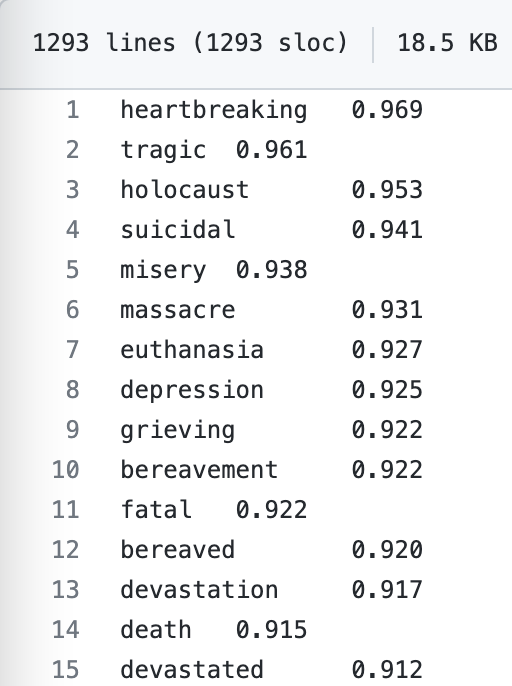 1293 lines (1293 sloc) 18.5 KB
1 heartbreaking 0.969
2 tragic 0.961
3 holocaust 0.953
4 suicidal 0.941
5 misery 0.938
6 massacre 0.931
7 euthanasia 0.927
8 depression 0.925
9 grieving 0.922
10 bereavement 0.922
11 fatal 0.922
12 bereaved 0.920
13 devastation 0.917
14 death 0.915
15 devastated 0.912